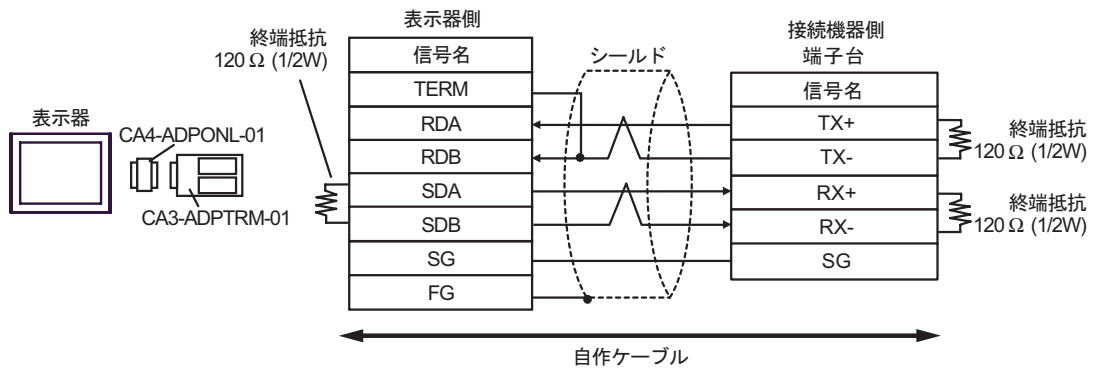 表示器
CA4-ADPONL-01
CA3-ADPTRM-01
終端抵抗
120 Ω (1/2W)
表示器側
信号名
TERM
RDA
RDB
SDA
SDB
SG
FG
シールド
接続機器側
端子台
信号名
TX+
TX-
RX+
RX-
SG
終端抵抗
120 Ω (1/2W)
終端抵抗
120 Ω (1/2W)
自作ケーブル